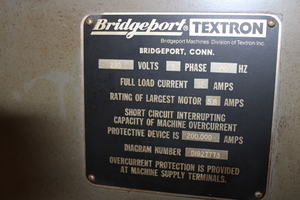 Bridgeport® TEXTRON
Bridgeport Machines Division of Textron Inc.
BRIDGEPORT, CONN.
VOLTS PHASE HZ
FULL LOAD CURRENT AMPS
RATING OF LARGEST MOTOR AMPS
SHORT CIRCUIT INTERRUPTING
CAPACITY OF MACHINE OVERCURRENT
PROTECTIVE DEVICE IS 200,000 AMPS
DIAGRAM NUMBER
OVERCURRENT PROTECTION IS PROVIDED
AT MACHINE SUPPLY TERMINALS.